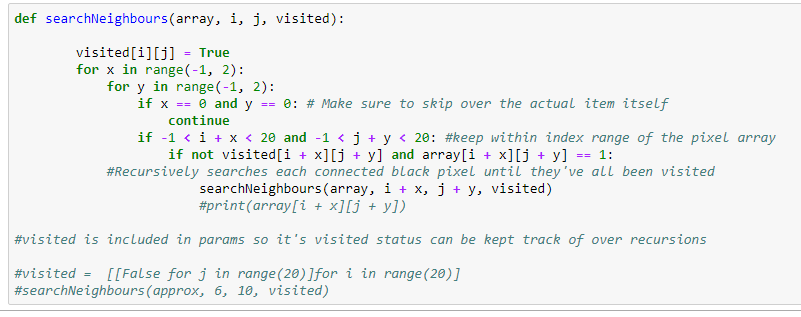 def searchNeighbours(array, i, j, visited):
        visited[i][j] = True
        for x in range(-1, 2):
            for y in range(-1, 2):
                if x == 0 and y == 0: # Make sure to skip over the actual item itself
                    continue
                if -1 < i + x < 20 and -1 < j + y < 20: #keep within index range of the pixel array
                    if not visited[i + x][j + y] and array[i + x][j + y] == 1:
            #Recursively searches each connected black pixel until they've all been visited
                        searchNeighbours(array, i + x, j + y, visited)
                        #print(array[i + x][j + y])
#visited is included in params so it's visited status can be kept track of over recursions
#visited =  [[False for j in range(20)]for i in range(20)]
#searchNeighbours(approx, 6, 10, visited)